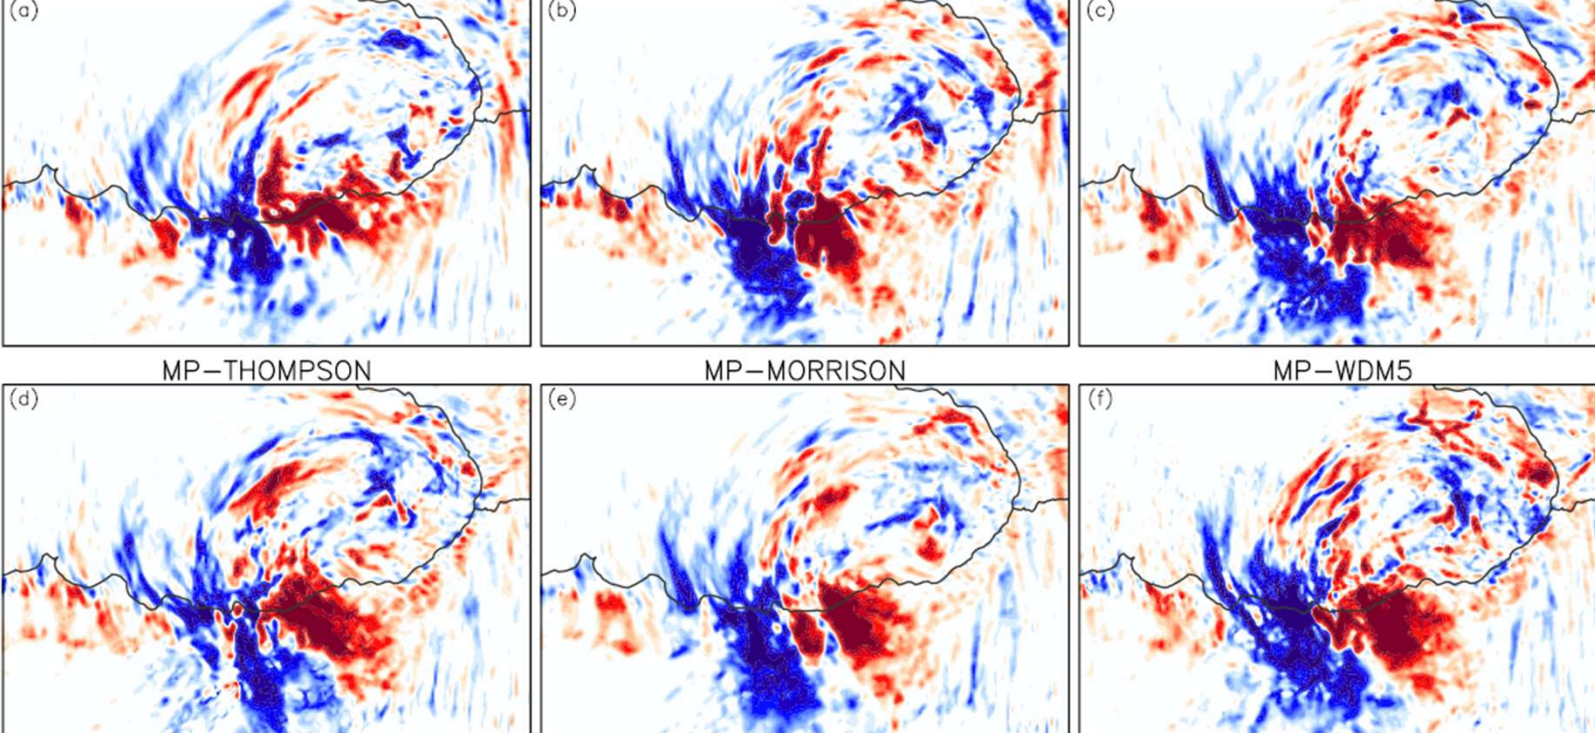 (a)
(b)
(c)
MP-THOMPSON
MP-MORRISON
MP-WDM5
(d)
(e)
(f)